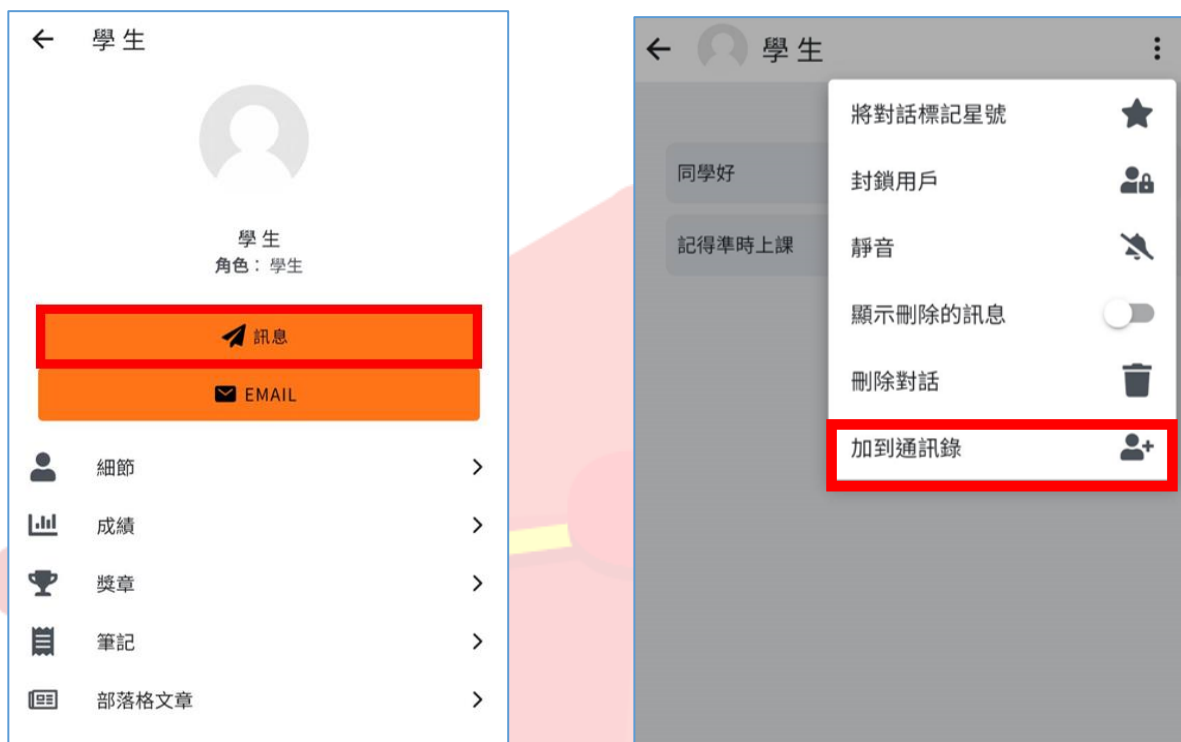 學 生
學 生
角色： 學生
訊息
EMAIL
細節
成績
獎章
筆記
部落格文章
學 生
將對話標記星號
封鎖用戶
靜音
顯示刪除的訊息
刪除對話
加到通訊錄
同學好
記得準時上課